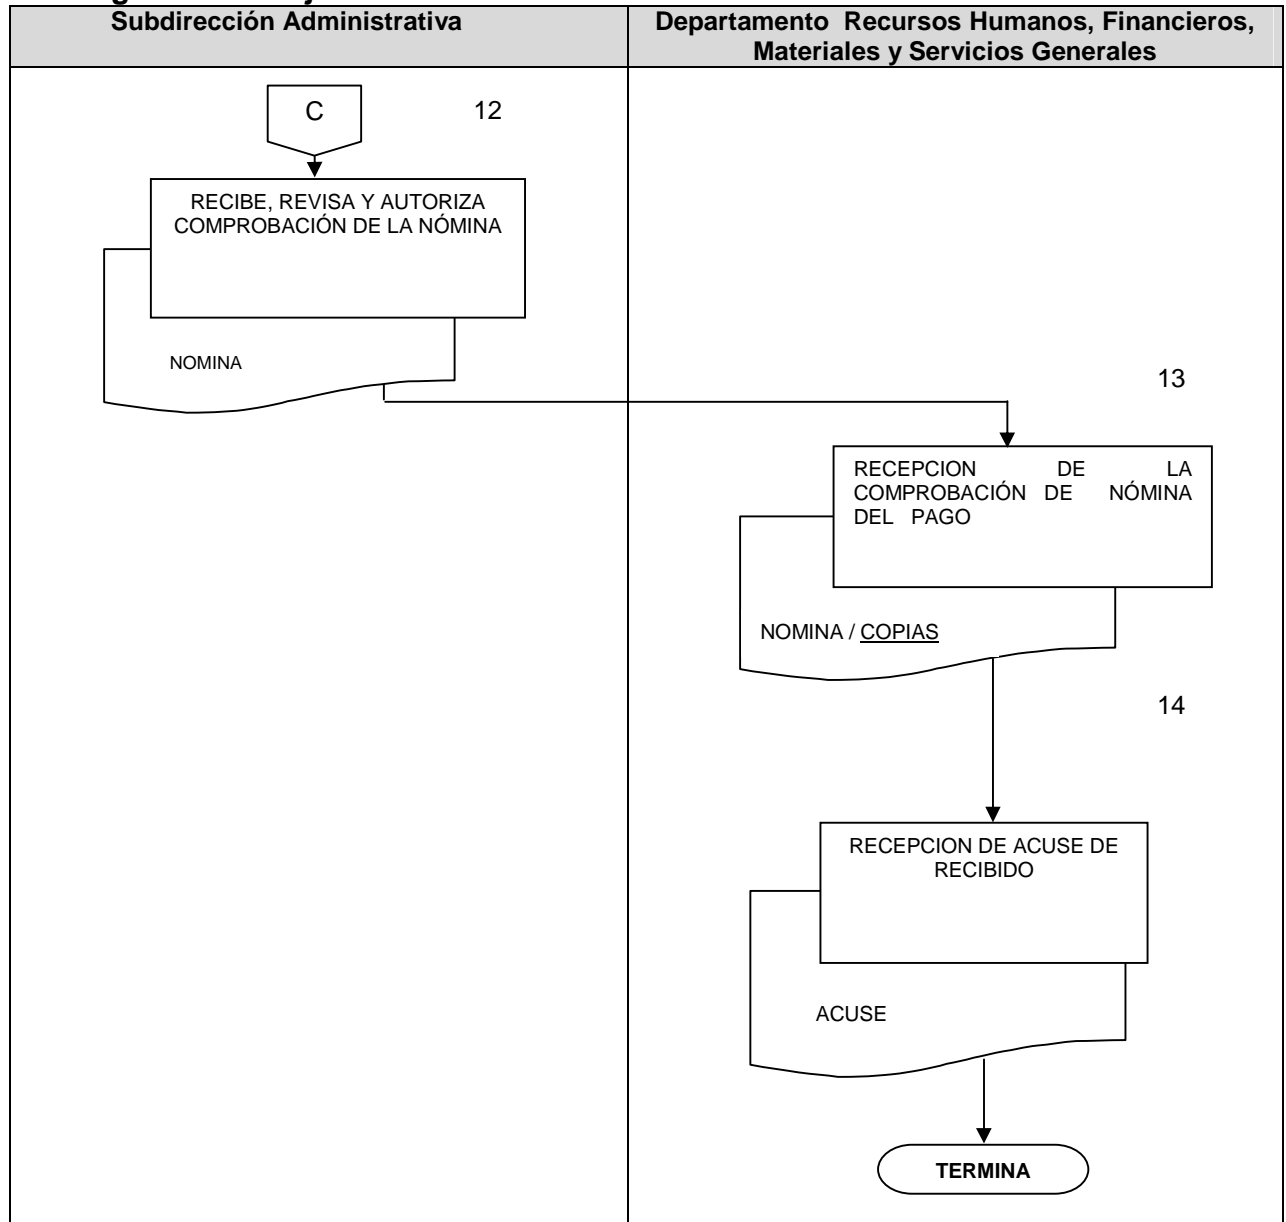 Subdirección Administrativa
Departamento Recursos Humanos, Financieros,
Materiales y Servicios Generales
C
12
RECIBE, REVISA Y AUTORIZA
COMPROBACIÓN DE LA NÓMINA
NOMINA
13
RECEPCION DE LA
COMPROBACIÓN DE NÓMINA
DEL PAGO
NOMINA / COPIAS
14
RECEPCION DE ACUSE DE
RECIBIDO
ACUSE
TERMINA